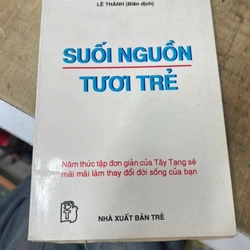 LÊ THÀNH (Biên dịch)
SUỐI NGUỒN
TƯƠI TRẺ
Năm thức tập đơn giản của Tây Tạng sẽ
mãi mãi làm thay đổi đời sống của bạn
NHÀ XUẤT BẢN TRẺ